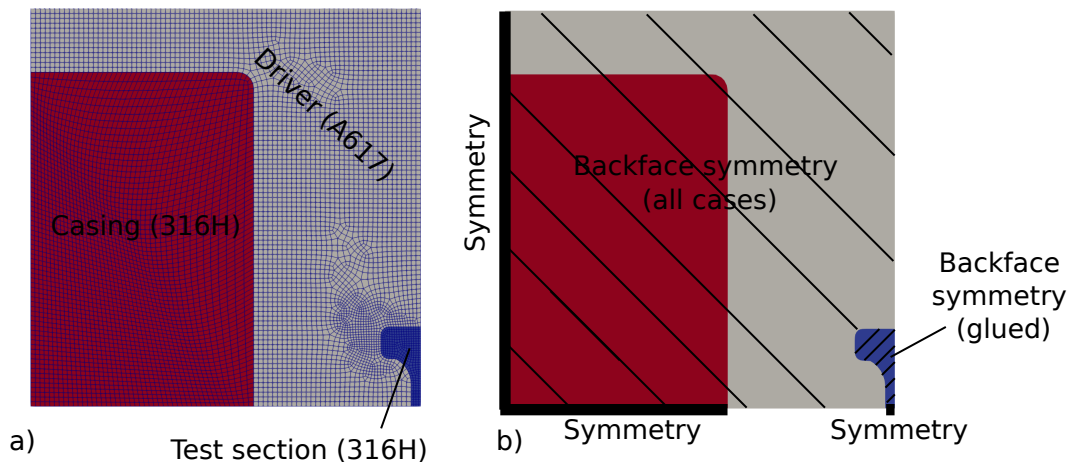 Driver (A617)
Casing (316H)
Test section (316H)
a)
Symmetry
Backface symmetry
(all cases)
Backface
symmetry
(glued)
Symmetry
Symmetry
b)